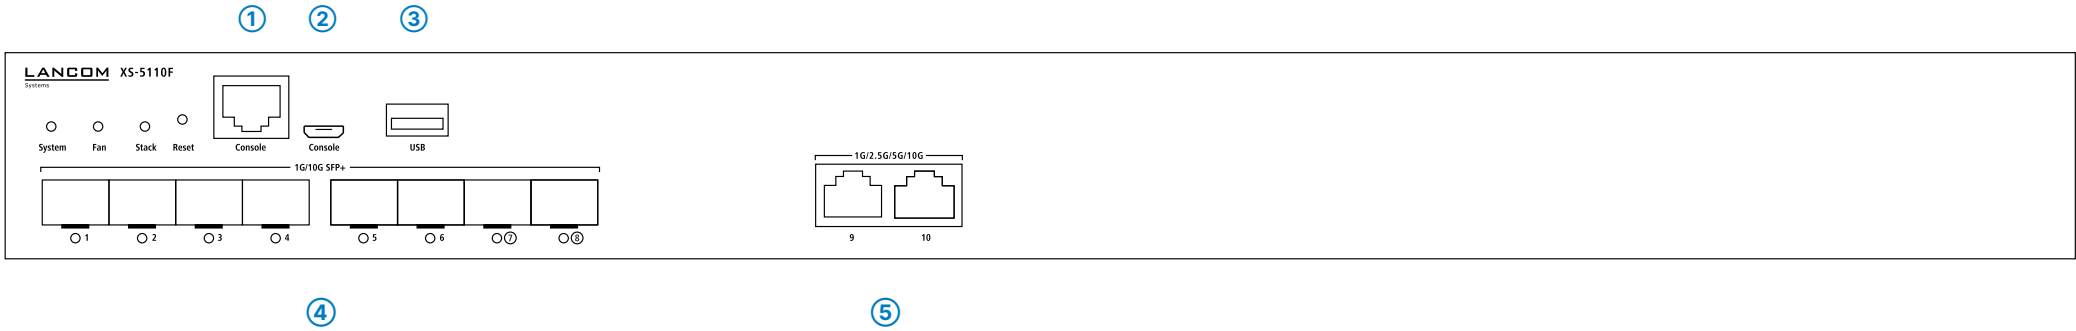 ① ② ③
LANCOM XS-5110F
Systems
System Fan Stack Reset Console Console USB
1G/10G SFP+
1 2 3 4 5 6 ⑦ ⑧
1G/2.5G/5G/10G
9 10
④ ⑤